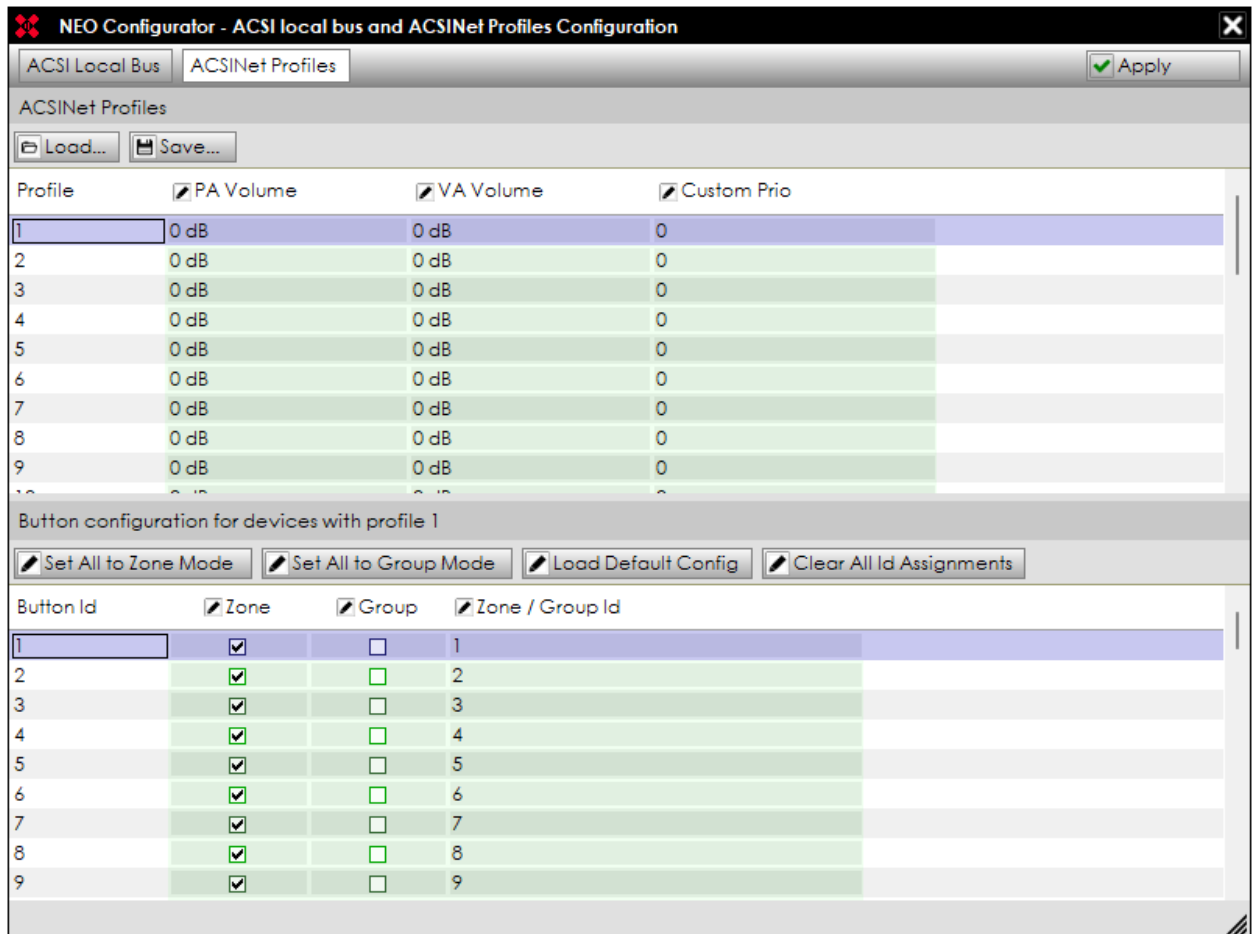 NEO Configurator - ACSI local bus and ACSINet Profiles Configuration
ACSI Local Bus ACSINet Profiles Apply
ACSINet Profiles
Load... Save...
Profile PA Volume VA Volume Custom Prio
1 0 dB 0 dB 0
2 0 dB 0 dB 0
3 0 dB 0 dB 0
4 0 dB 0 dB 0
5 0 dB 0 dB 0
6 0 dB 0 dB 0
7 0 dB 0 dB 0
8 0 dB 0 dB 0
9 0 dB 0 dB 0
Button configuration for devices with profile 1
Set All to Zone Mode Set All to Group Mode Load Default Config Clear All Id Assignments
Button Id Zone Group Zone / Group Id
1 1
2 2
3 3
4 4
5 5
6 6
7 7
8 8
9 9